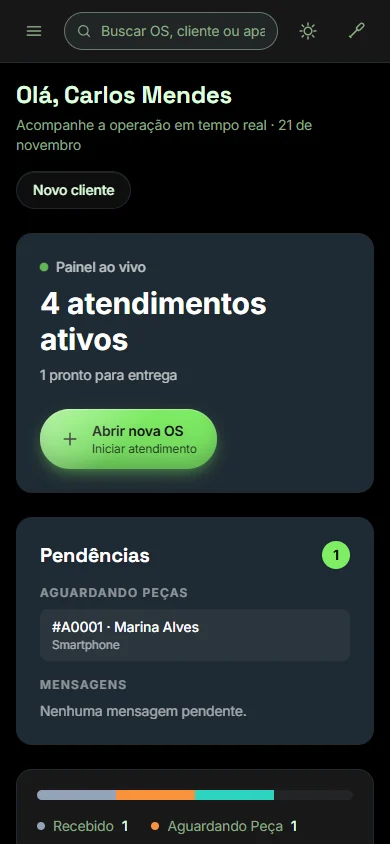 Buscar OS, cliente ou apa
Olá, Carlos Mendes
Acompanhe a operação em tempo real · 21 de
novembro
Novo cliente
Painel ao vivo
4 atendimentos
ativos
1 pronto para entrega
Abrir nova OS
Iniciar atendimento
Pendências
1
AGUARDANDO PEÇAS
#A0001 · Marina Alves
Smartphone
MENSAGENS
Nenhuma mensagem pendente.
Recebido 1 Aguardando Peça 1